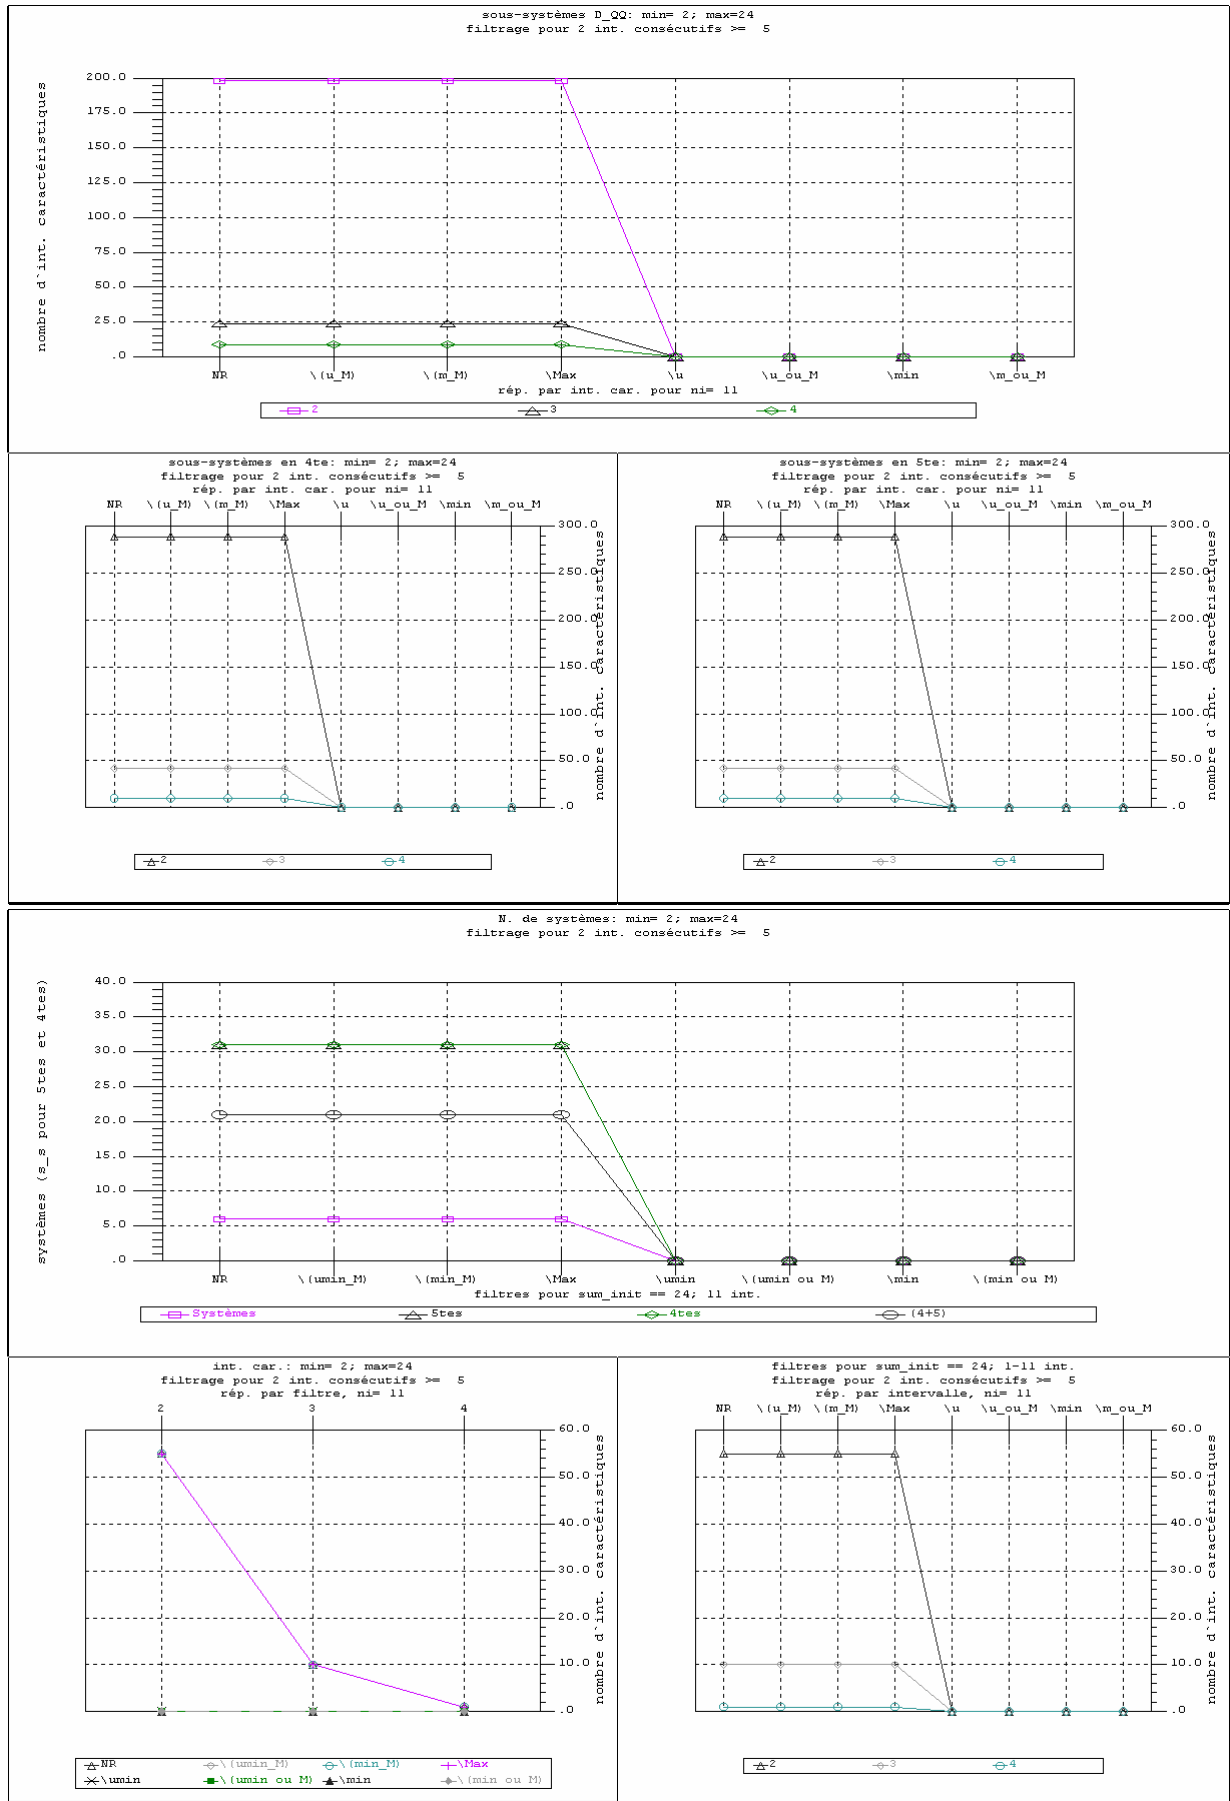 sous-systèmes D_QQ: min= 2; max=24
filtrage pour 2 int. consécutifs >=  5
nombre d`int. caractéristiques
200.0
175.0
150.0
125.0
100.0
75.0
50.0
25.0
.0
NR \(u_M) \(m_M) \Max \u \u_ou_M \min \m_ou_M
rép. par int. car. pour ni= 11
2 3 4
sous-systèmes en 4te: min= 2; max=24
filtrage pour 2 int. consécutifs >=  5
rép. par int. car. pour ni= 11
NR \(u_M) \(m_M) \Max \u \u_ou_M \min \m_ou_M
300.0
250.0
200.0
150.0
100.0
50.0
.0
nombre d`int. caractéristiques
2 3 4
sous-systèmes en 5te: min= 2; max=24
filtrage pour 2 int. consécutifs >=  5
rép. par int. car. pour ni= 11
NR \(u_M) \(m_M) \Max \u \u_ou_M \min \m_ou_M
300.0
250.0
200.0
150.0
100.0
50.0
.0
nombre d`int. caractéristiques
2 3 4
N. de systèmes: min= 2; max=24
filtrage pour 2 int. consécutifs >=  5
systèmes (s_s pour 5tes et 4tes)
40.0
35.0
30.0
25.0
20.0
15.0
10.0
5.0
.0
NR \(umin_M) \(min_M) \Max \umin \(umin ou M) \min \(min ou M)
filtres pour sum_init == 24; 11 int.
Systèmes 5tes 4tes (4+5)
int. car.: min= 2; max=24
filtrage pour 2 int. consécutifs >=  5
rép. par filtre, ni= 11
2 3 4
60.0
50.0
40.0
30.0
20.0
10.0
.0
nombre d`int. caractéristiques
NR \(umin_M) \(min_M) \Max
\umin \(umin ou M) \min \(min ou M)
filtres pour sum_init == 24; 1-11 int.
filtrage pour 2 int. consécutifs >=  5
rép. par intervalle, ni= 11
NR \(u_M) \(m_M) \Max \u \u_ou_M \min \m_ou_M
60.0
50.0
40.0
30.0
20.0
10.0
.0
nombre d`int. caractéristiques
2 3 4